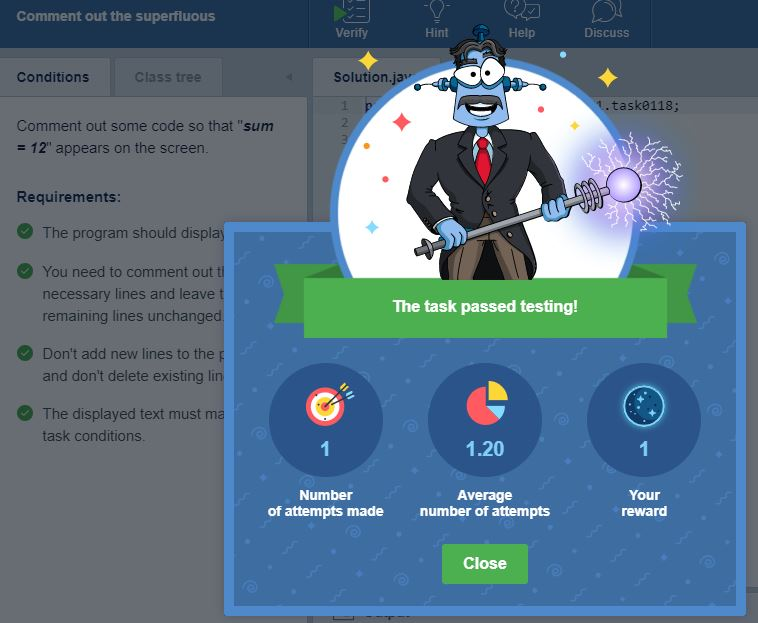 Comment out the superfluous
Verify
Hint
Help
Discuss
Conditions
Class tree
Solution.jav
Comment out some code so that "sum
= 12" appears on the screen.
Requirements:
The program should display
You need to comment out
necessary lines and leave
remaining lines unchanged
Don't add new lines to the
and don't delete existing
The displayed text must
task conditions.
1
2
3
1.task0118;
The task passed testing!
1
Number
of attempts made
1.20
Average
number of attempts
1
Your
reward
Close